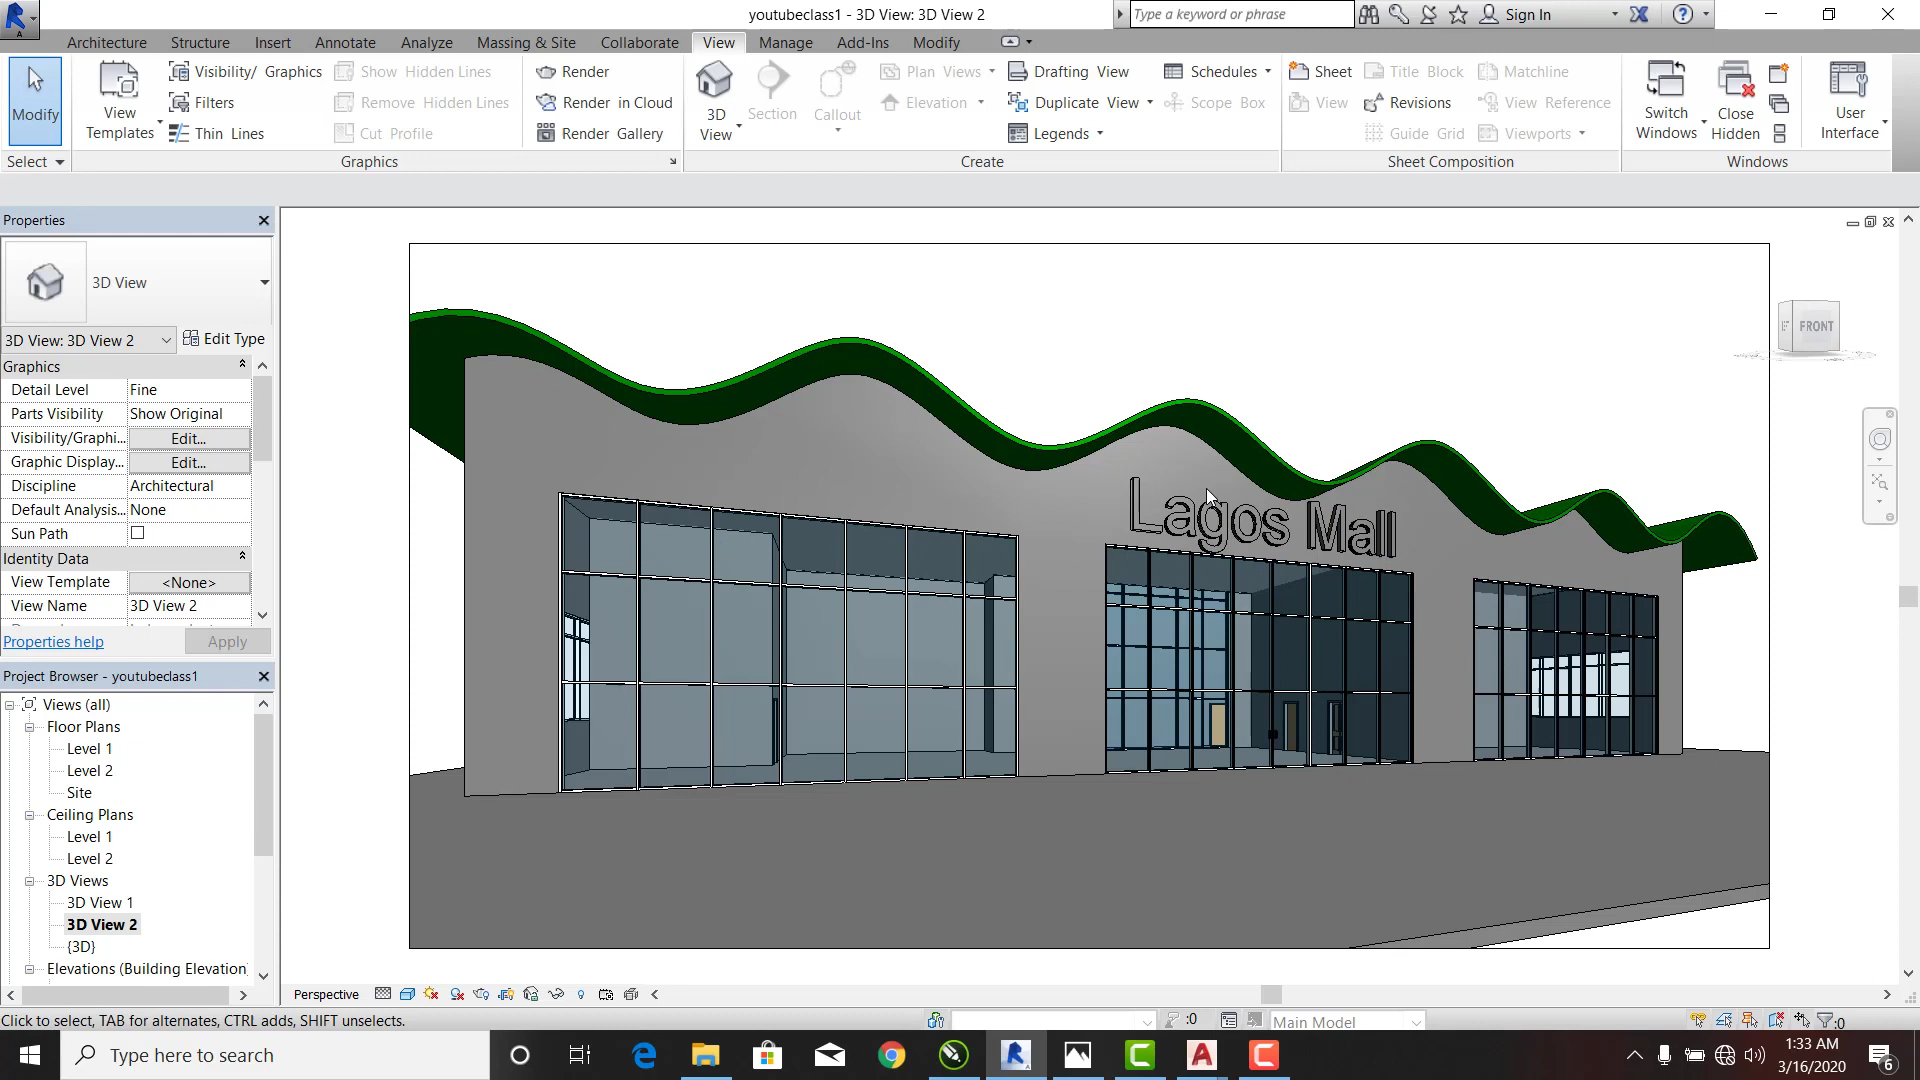 youtubeclass1 - 3D View: 3D View 2
Type a keyword or phrase
Sign In
Architecture Structure Insert Annotate Analyze Massing & Site Collaborate View Manage Add-Ins Modify
Modify
Select
View Templates
Visibility/ Graphics
Filters
Thin Lines
Show Hidden Lines
Remove Hidden Lines
Cut Profile
Graphics
Render
Render in Cloud
Render Gallery
3D View
Section
Callout
Plan Views
Elevation
Drafting View
Duplicate View
Legends
Schedules
Scope Box
Create
Sheet
View
Title Block
Revisions
Guide Grid
Matchline
View Reference
Viewports
Sheet Composition
Switch Windows
Close Hidden
User Interface
Windows
Properties
3D View
3D View: 3D View 2
Edit Type
Graphics
Detail Level Fine
Parts Visibility Show Original
Visibility/Graphi... Edit...
Graphic Display... Edit...
Discipline Architectural
Default Analysis... None
Sun Path
Identity Data
View Template <None>
View Name 3D View 2
Properties help
Apply
Project Browser - youtubeclass1
Views (all)
Floor Plans
Level 1
Level 2
Site
Ceiling Plans
Level 1
Level 2
3D Views
3D View 1
3D View 2
{3D}
Elevations (Building Elevation)
FRONT
Lagos Mall
Perspective
Click to select, TAB for alternates, CTRL adds, SHIFT unselects.
:0
Main Model
:0
Type here to search
1:33 AM
3/16/2020
6